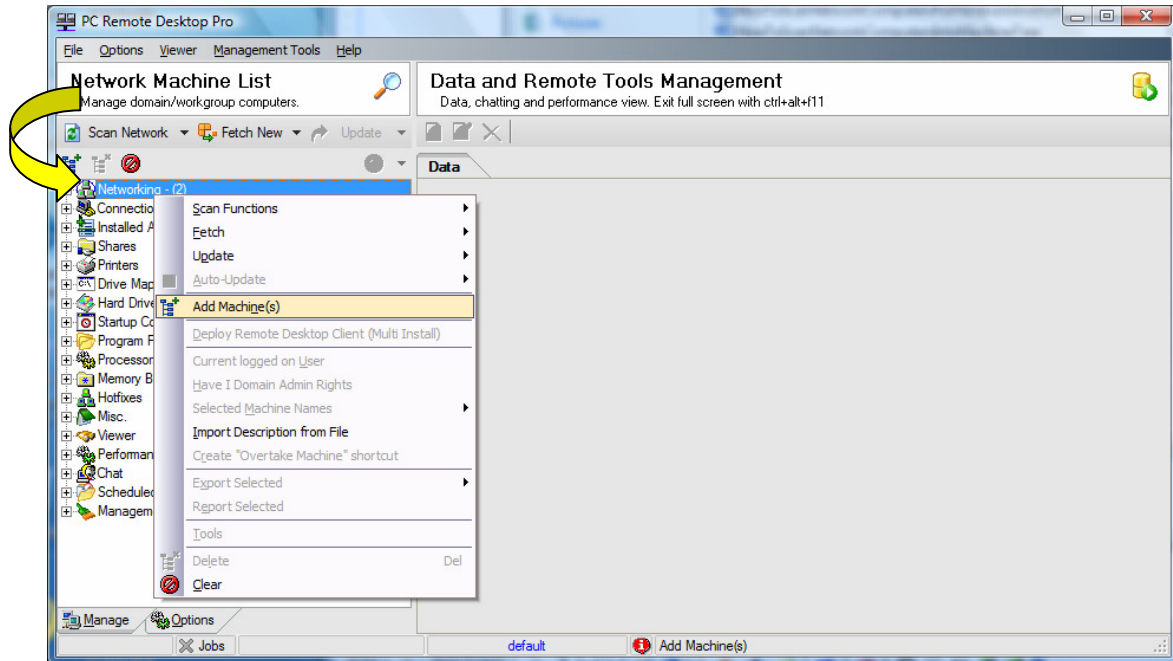 PC Remote Desktop Pro
File Options Viewer Management Tools Help
Network Machine List
Manage domain/workgroup computers.
Data and Remote Tools Management
Data, chatting and performance view. Exit full screen with ctrl+alt+f11
Scan Network Fetch New Update
Data
Networking - (2)
Connectio
Installed A
Shares
Printers
Drive Map
Hard Drive
Startup Co
Program F
Processor
Memory B
Hotfixes
Misc.
Viewer
Performan
Chat
Scheduled
Managem
Scan Functions
Fetch
Update
Auto-Update
Add Machine(s)
Deploy Remote Desktop Client (Multi Install)
Current logged on User
Have I Domain Admin Rights
Selected Machine Names
Import Description from File
Create "Overtake Machine" shortcut
Export Selected
Report Selected
Tools
Delete Del
Clear
Manage Options
Jobs default Add Machine(s)